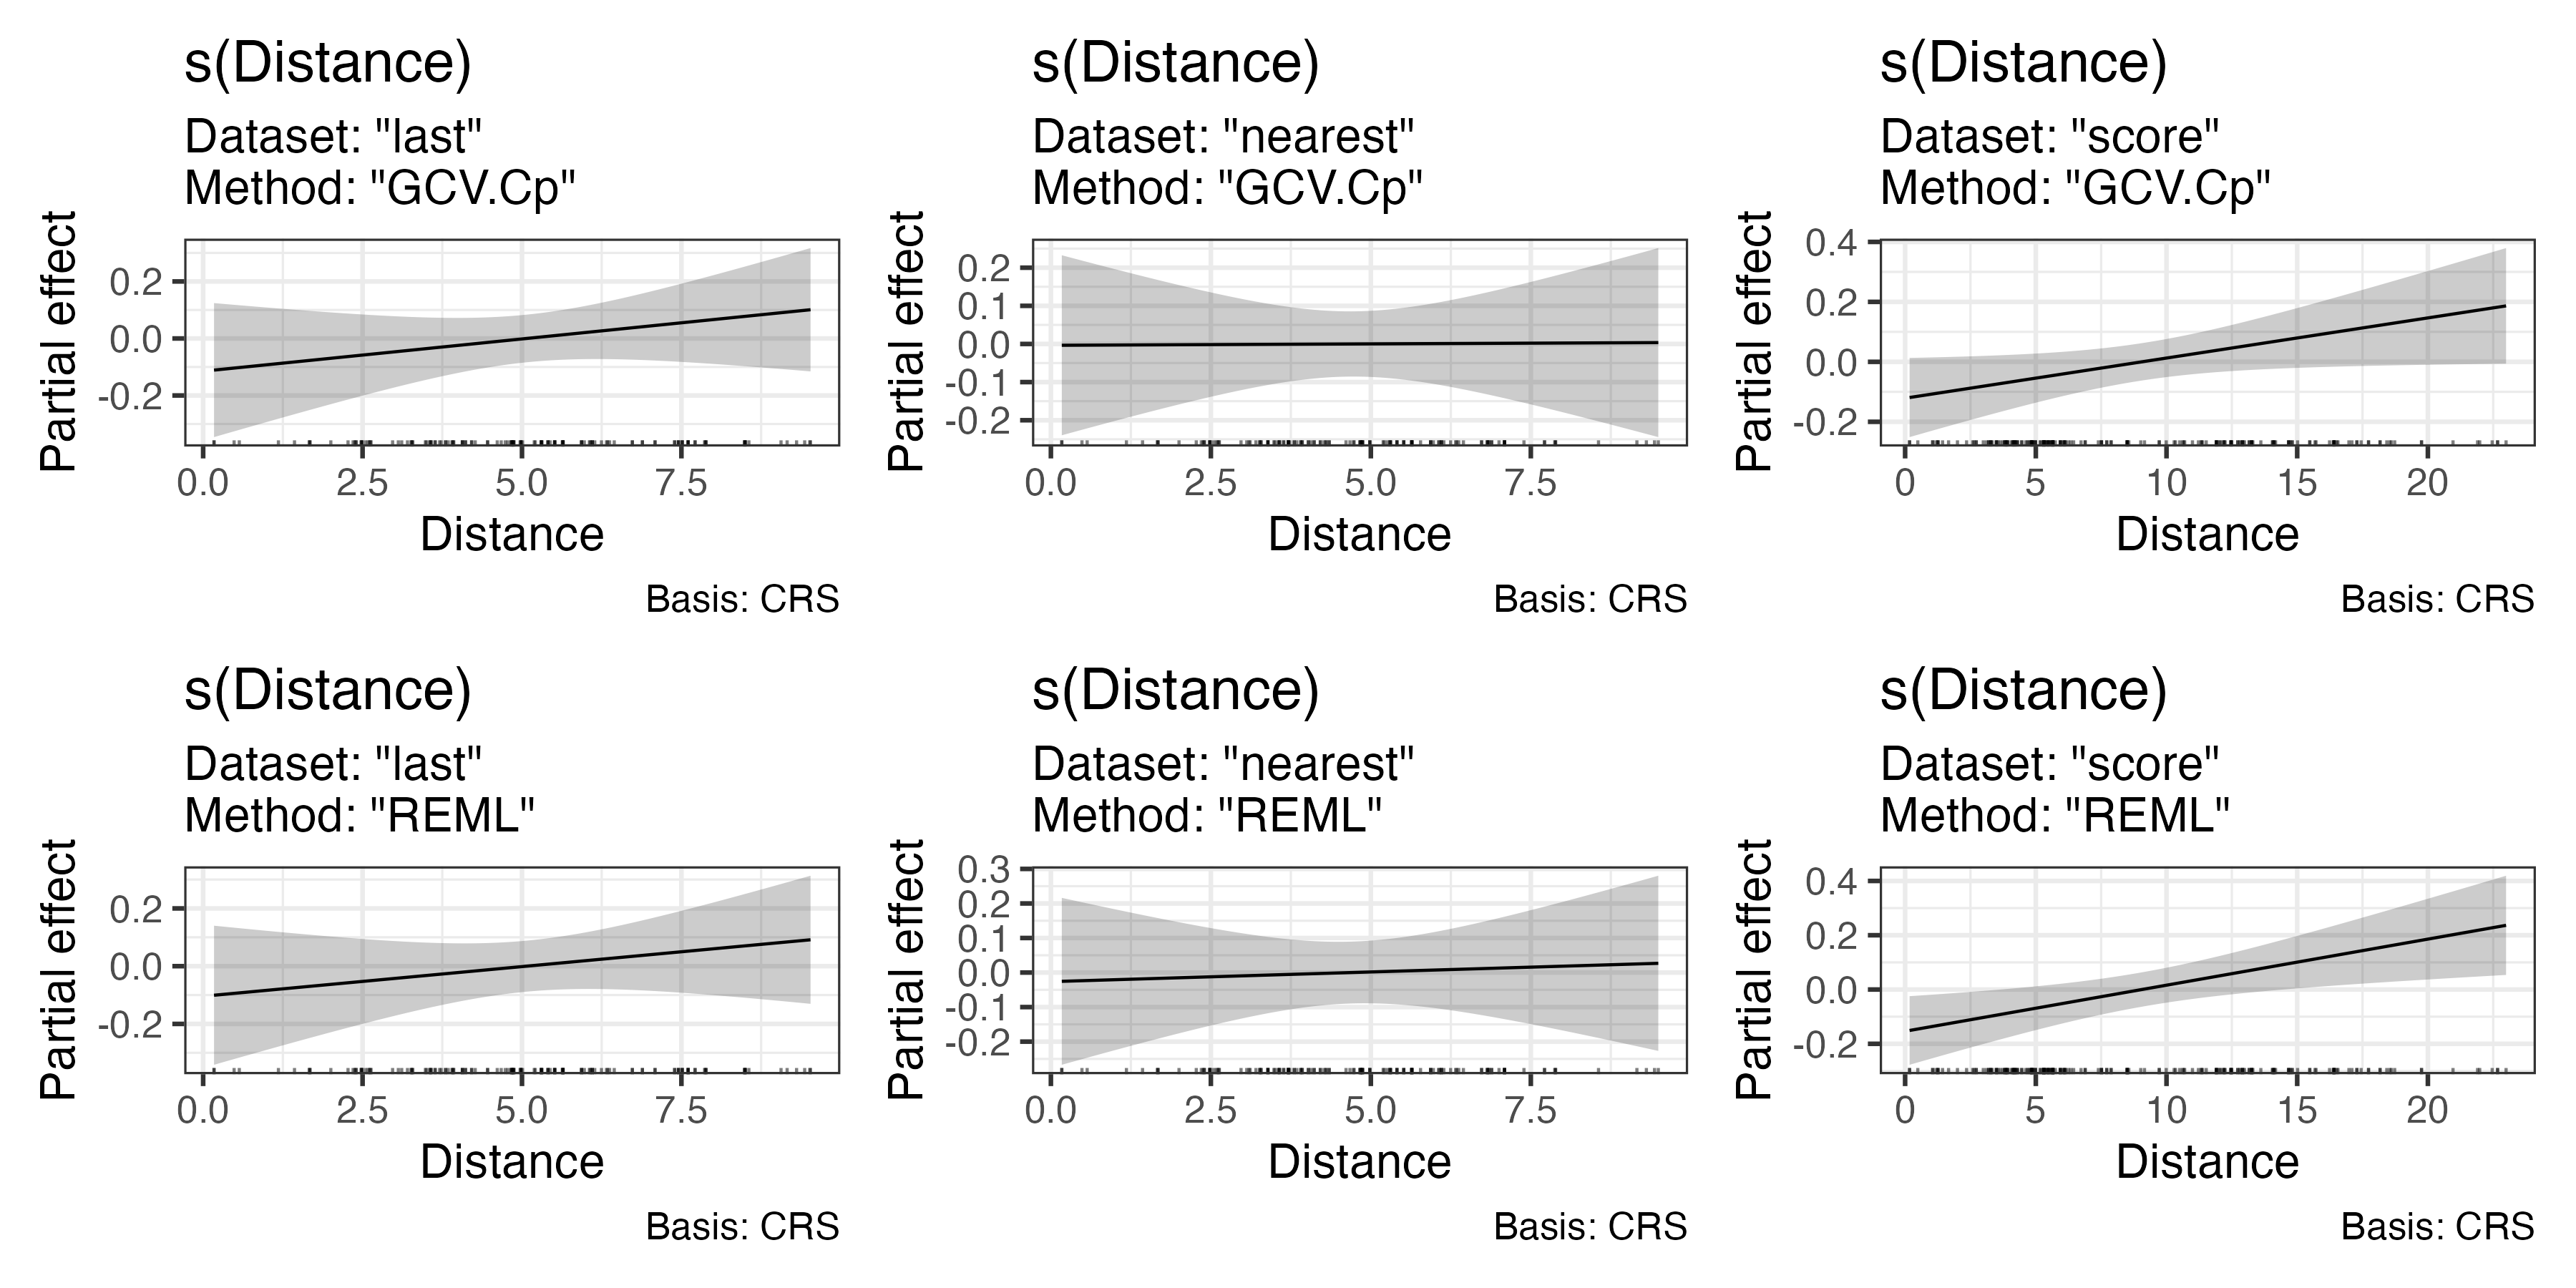 s(Distance)
Dataset: "last"
Method: "GCV.Cp"
Partial effect
0.2
0.0
-0.2
0.0 2.5 5.0 7.5
Distance
Basis: CRS
s(Distance)
Dataset: "nearest"
Method: "GCV.Cp"
Partial effect
0.2
0.1
0.0
-0.1
-0.2
0.0 2.5 5.0 7.5
Distance
Basis: CRS
s(Distance)
Dataset: "score"
Method: "GCV.Cp"
Partial effect
0.4
0.2
0.0
-0.2
0 5 10 15 20
Distance
Basis: CRS
s(Distance)
Dataset: "last"
Method: "REML"
Partial effect
0.2
0.0
-0.2
0.0 2.5 5.0 7.5
Distance
Basis: CRS
s(Distance)
Dataset: "nearest"
Method: "REML"
Partial effect
0.3
0.2
0.1
0.0
-0.1
-0.2
0.0 2.5 5.0 7.5
Distance
Basis: CRS
s(Distance)
Dataset: "score"
Method: "REML"
Partial effect
0.4
0.2
0.0
-0.2
0 5 10 15 20
Distance
Basis: CRS